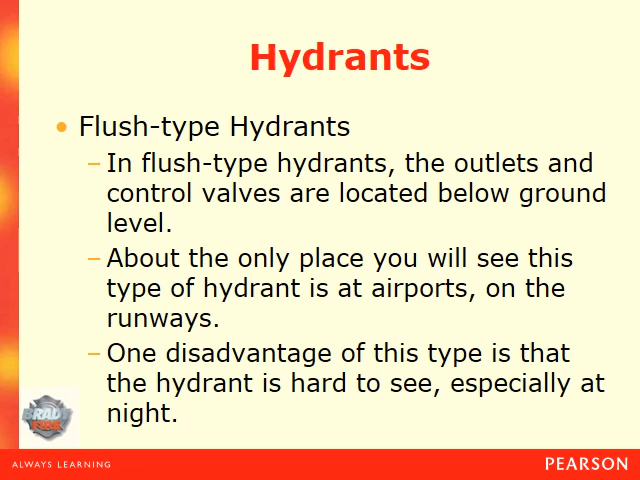 Hydrants
• Flush-type Hydrants
– In flush-type hydrants, the outlets and
control valves are located below ground
level.
– About the only place you will see this
type of hydrant is at airports, on the
runways.
– One disadvantage of this type is that
the hydrant is hard to see, especially at
night.
BRADY
FIRE
ALWAYS LEARNING
PEARSON